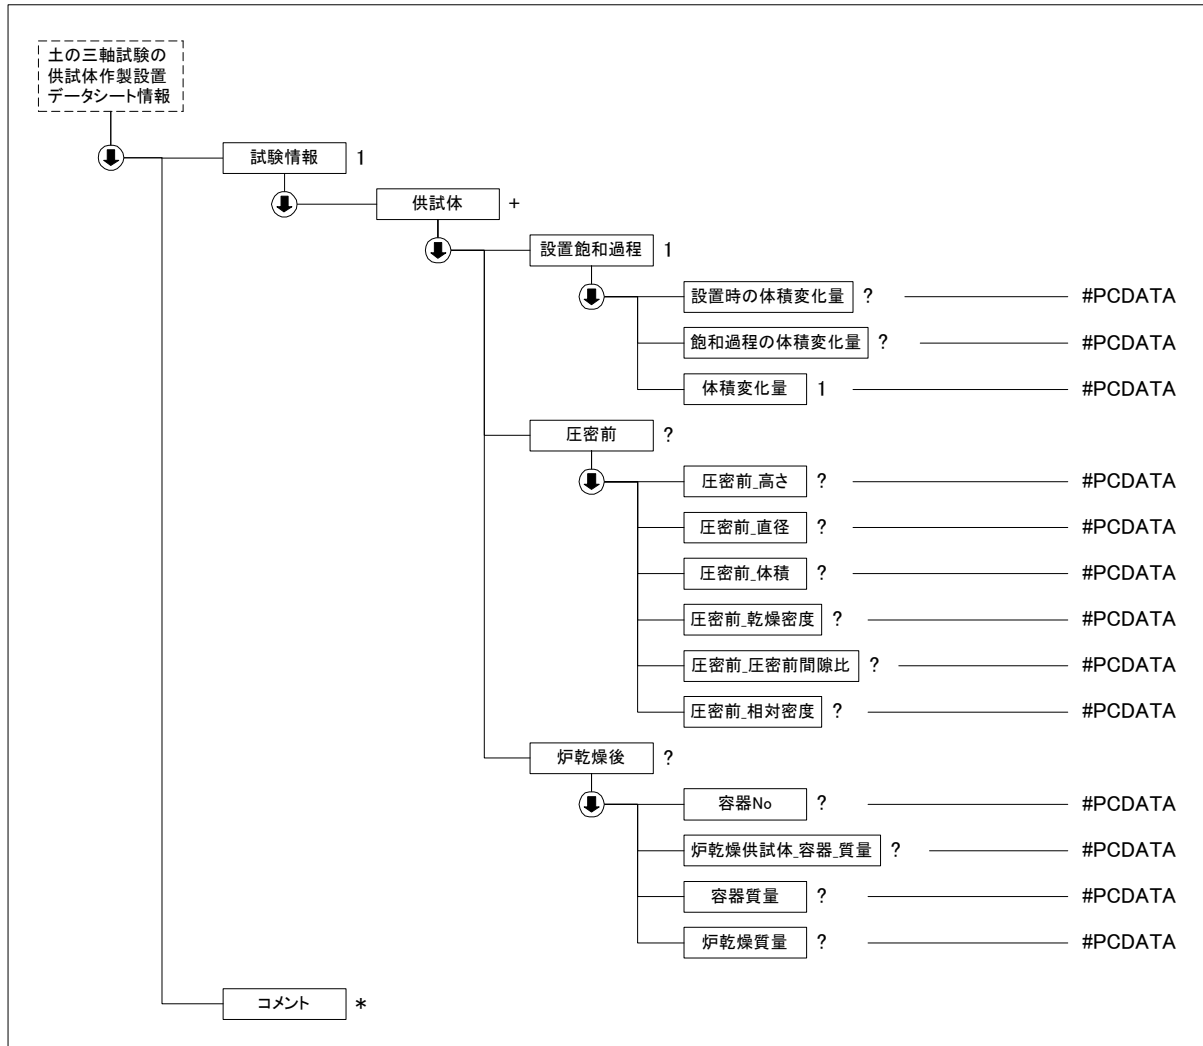 土の三軸試験の
供試体作製設置
データシート情報
試験情報 1
供試体 +
設置飽和過程 1
設置時の体積変化量 ? #PCDATA
飽和過程の体積変化量 ? #PCDATA
体積変化量 1 #PCDATA
圧密前 ?
圧密前_高さ ? #PCDATA
圧密前_直径 ? #PCDATA
圧密前_体積 ? #PCDATA
圧密前_乾燥密度 ? #PCDATA
圧密前_圧密前間隙比 ? #PCDATA
圧密前_相対密度 ? #PCDATA
炉乾燥後 ?
容器No ? #PCDATA
炉乾燥供試体_容器_質量 ? #PCDATA
容器質量 ? #PCDATA
炉乾燥質量 ? #PCDATA
コメント *